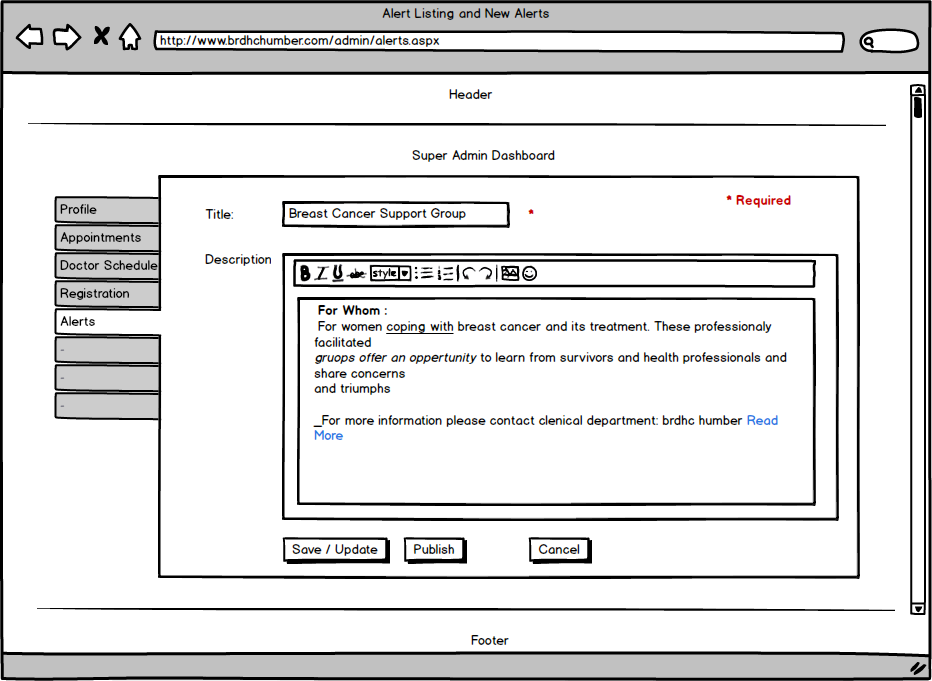 Alert Listing and New Alerts
http://www.brdhchumber.com/admin/alerts.aspx
Header
Super Admin Dashboard
Profile
Appointments
Doctor Schedule
Registration
Alerts
-
-
-
* Required
Title:
Breast Cancer Support Group
*
Description
B I U abc style
For Whom :
For women coping with breast cancer and its treatment. These professionaly
facilitated
gruops offer an oppertunity to learn from survivors and health professionals and
share concerns
and triumphs
_For more information please contact clenical department: brdhc humber Read
More
Save / Update
Publish
Cancel
Footer